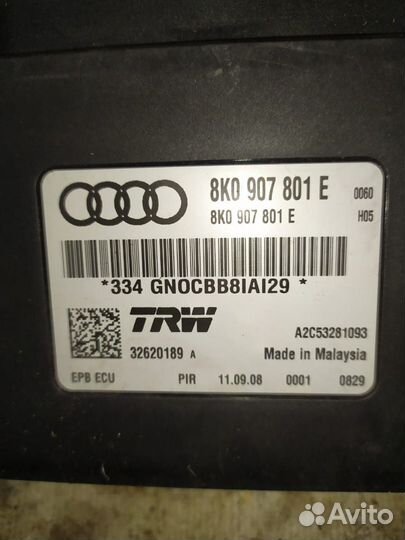 8K0 907 801 E 0060
8K0 907 801 E H05
*334 GNOCBB8IAI29 *
TRW
32620189 A
A2C53281093
Made in Malaysia
EPB ECU PIR 11.09.08 0001 0829
Avito